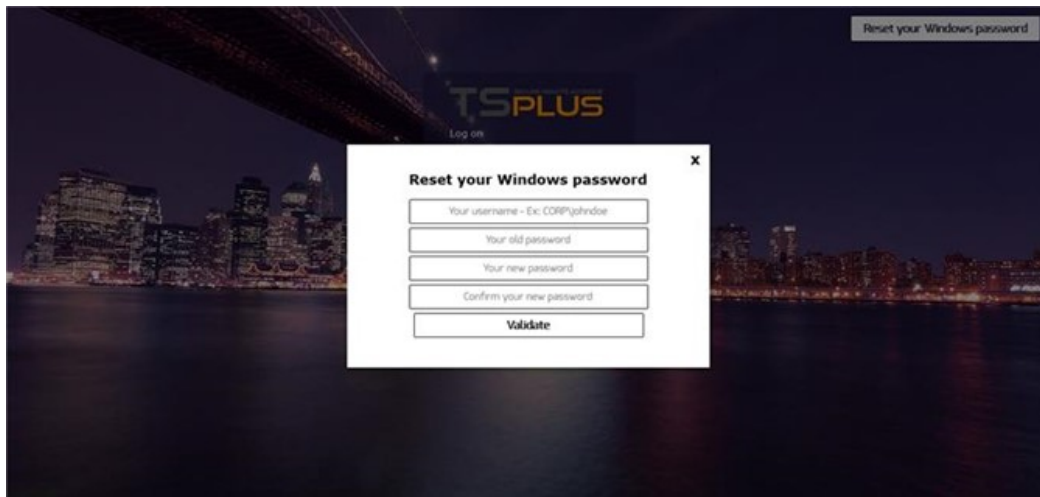 Reset your Windows password
TSPLUS
Log on
x
Reset your Windows password
Your username - Ex: CORP\johndoe
Your old password
Your new password
Confirm your new password
Validate